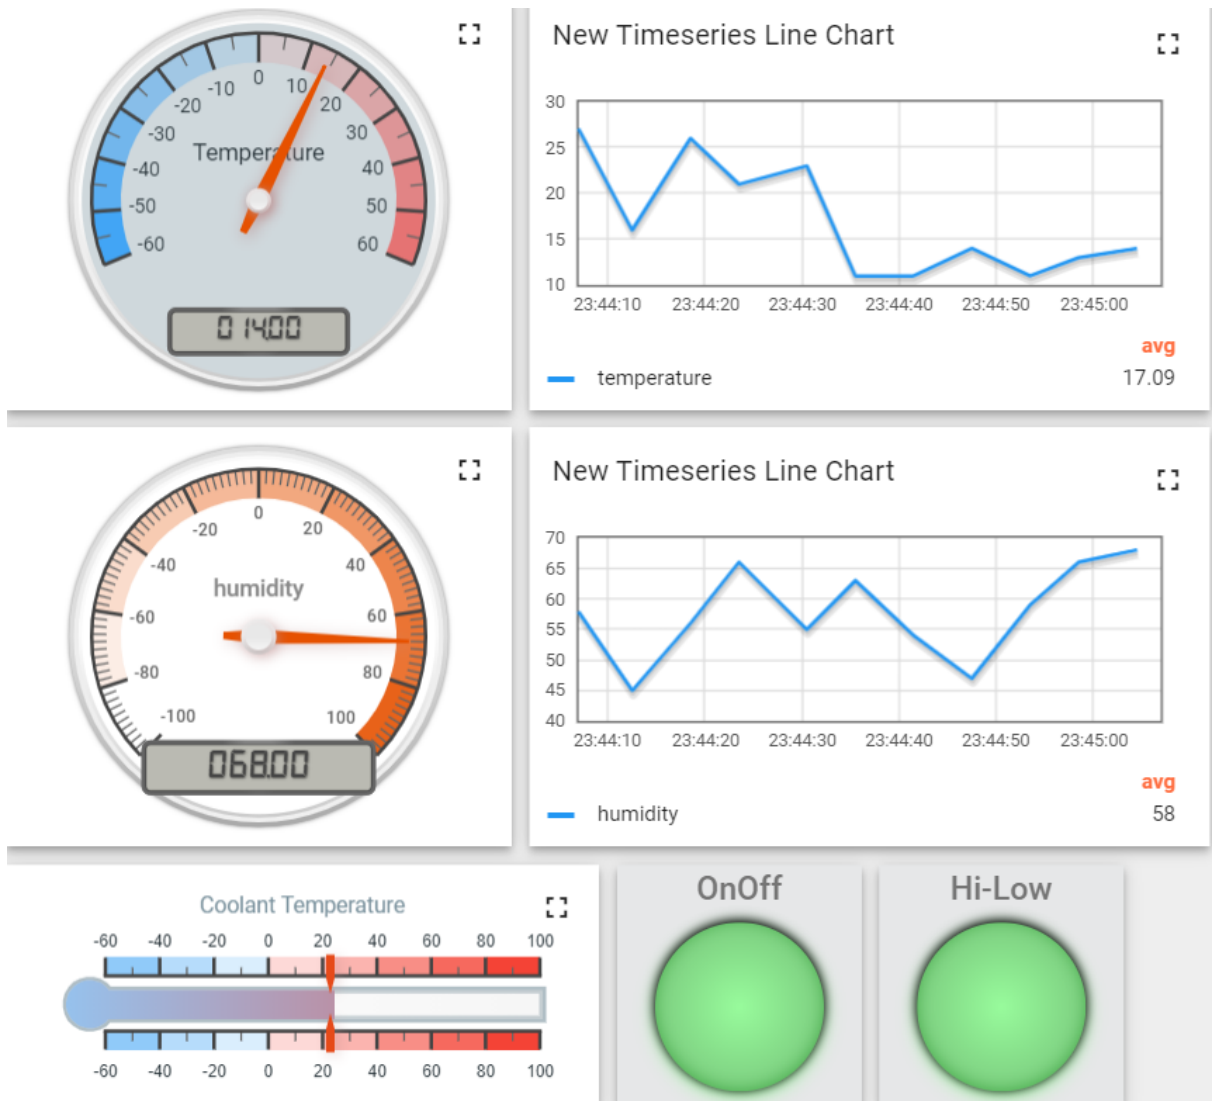 0
-10
10
-20
20
-30
30
Temperature
-40
40
-50
50
-60
60
014.00
New Timeseries Line Chart
30
25
20
15
10
23:44:10 23:44:20 23:44:30 23:44:40 23:44:50 23:45:00
avg
temperature 17.09
0
-20 20
-40 40
humidity
-60 60
-80 80
-100 100
068.00
New Timeseries Line Chart
70
65
60
55
50
45
40
23:44:10 23:44:20 23:44:30 23:44:40 23:44:50 23:45:00
avg
humidity 58
Coolant Temperature
-60 -40 -20 0 20 40 60 80 100
-60 -40 -20 0 20 40 60 80 100
OnOff
Hi-Low